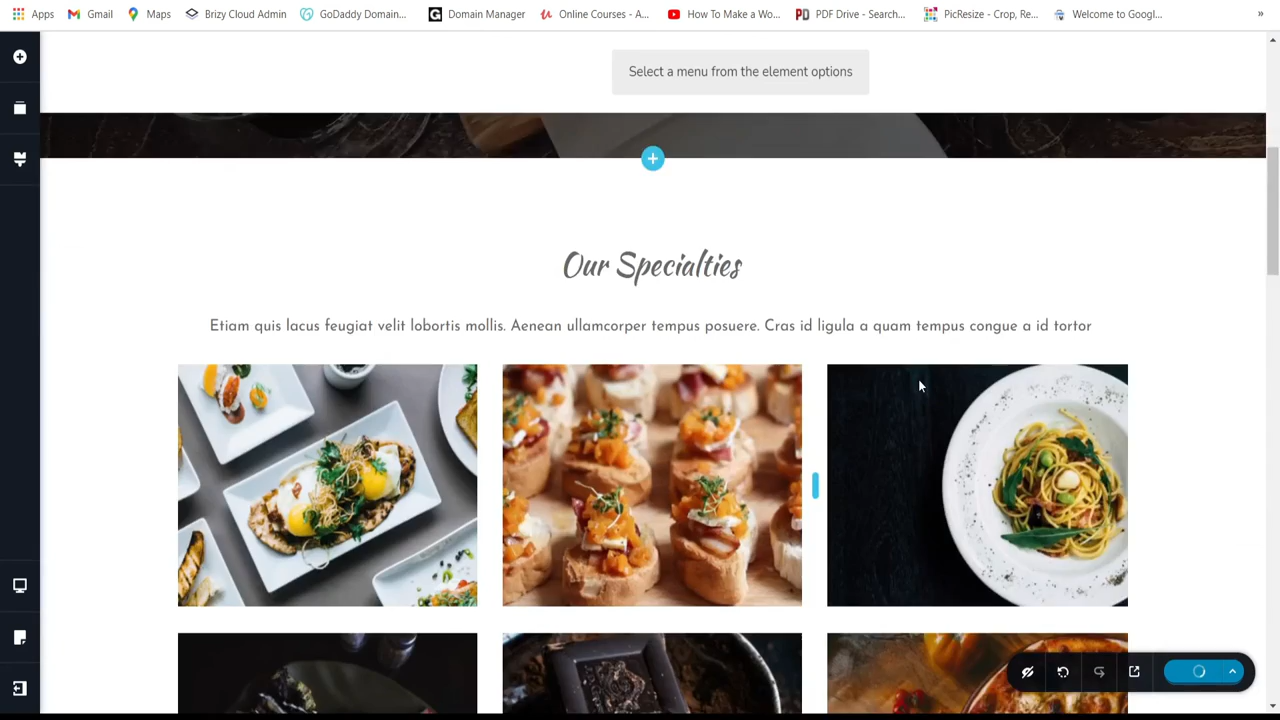 Apps Gmail Maps Brizy Cloud Admin GoDaddy Domain... Domain Manager Online Courses - A... How To Make a Wo... PDF Drive - Search... PicResize - Crop, Re... Welcome to Googl... »
Select a menu from the element options
Our Specialties
Etiam quis lacus feugiat velit lobortis mollis. Aenean ullamcorper tempus posuere. Cras id ligula a quam tempus congue a id tortor